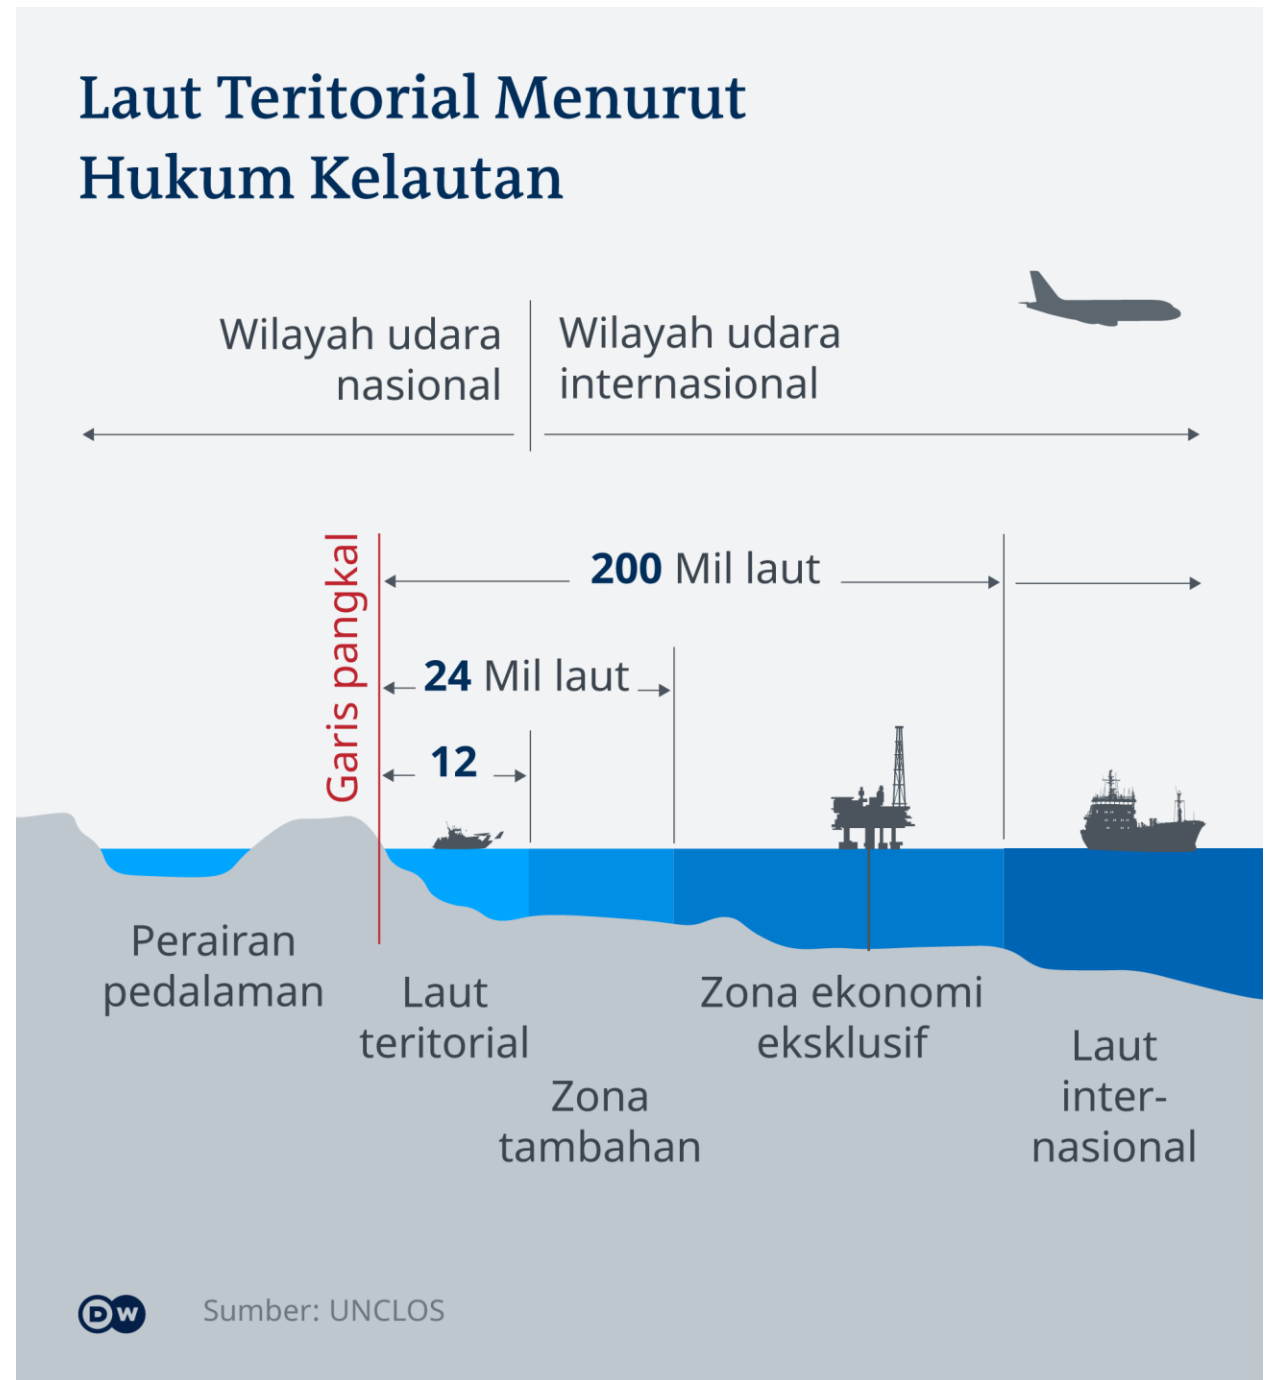 Laut Teritorial Menurut
Hukum Kelautan
Wilayah udara
nasional
Wilayah udara
internasional
Garis pangkal
200 Mil laut
24 Mil laut
12
Perairan
pedalaman
Laut
teritorial
Zona
tambahan
Zona ekonomi
eksklusif
Laut
inter-
nasional
DW
Sumber: UNCLOS